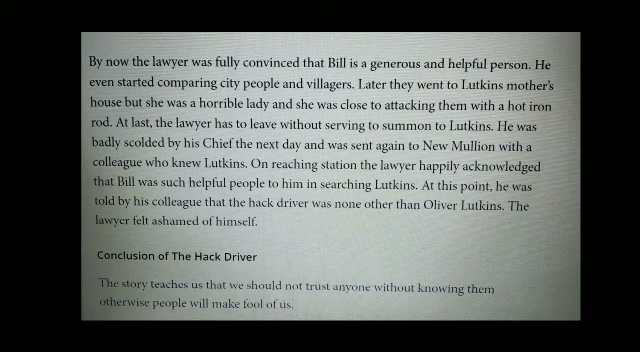 By now the lawyer was fully convinced that Bill is a generous and helpful person. He
even started comparing city people and villagers. Later they went to Lutkins mother's
house but she was a horrible lady and she was close to attacking them with a hot iron
rod. At last, the lawyer has to leave without serving to summon to Lutkins. He was
badly scolded by his Chief the next day and was sent again to New Mullion with a
colleague who knew Lutkins. On reaching station the lawyer happily acknowledged
that Bill was such helpful people to him in searching Lutkins. At this point, he was
told by his colleague that the hack driver was none other than Oliver Lutkins. The
lawyer felt ashamed of himself.
Conclusion of The Hack Driver
The story teaches us that we should not trust anyone without knowing them
otherwise people will make fool of us.